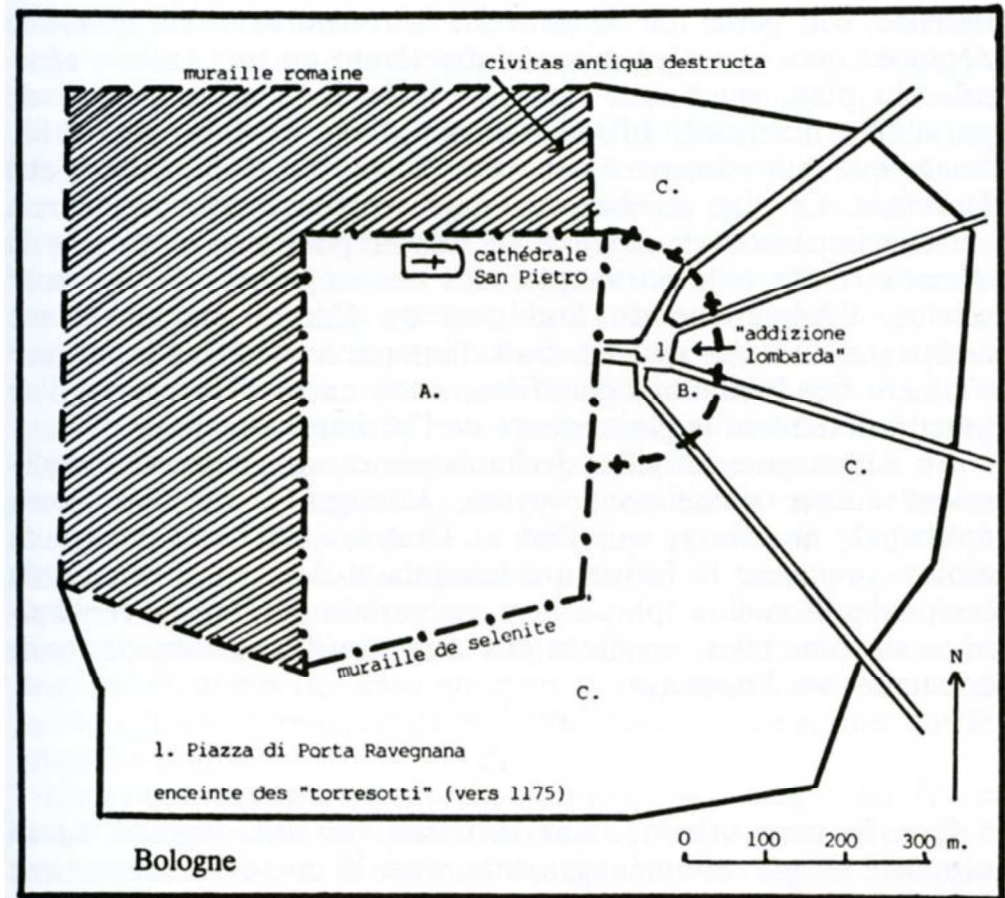 muraille romaine
civitas antiqua destructa
C.
cathédrale
San Pietro
1
"addizione
lombarda"
A.
B.
C.
muraille de selenite
C.
N
1. Piazza di Porta Ravegnana
enceinte des "torresotti" (vers 1175)
Bologne
0 100 200 300 m.